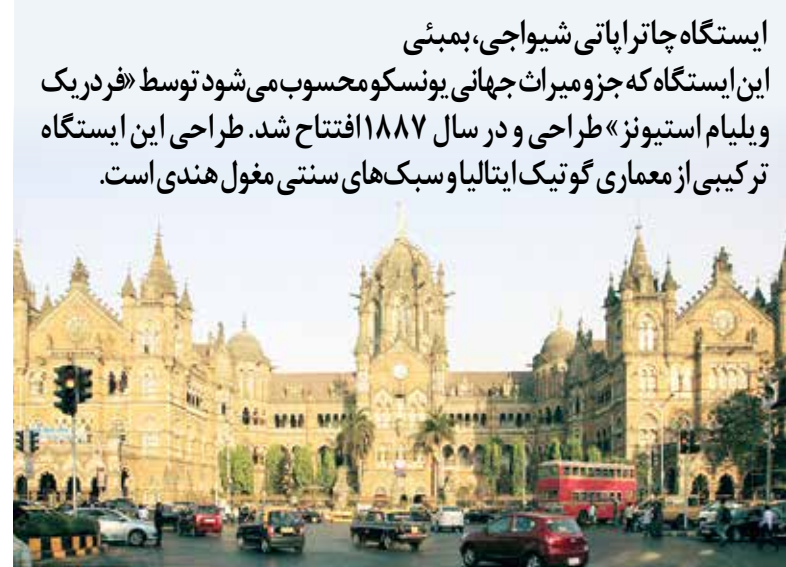 ایستگاه چاتراپاتی شیواجی، بمبئی
این ایستگاه که جزو میراث جهانی یونسکو محسوب می‌شود توسط «فردریک
ویلیام استیونز» طراحی و در سال ۱۸۸۷ افتتاح شد. طراحی این ایستگاه
ترکیبی از معماری گوتیک ایتالیا و سبک‌های سنتی مغول هندی است.